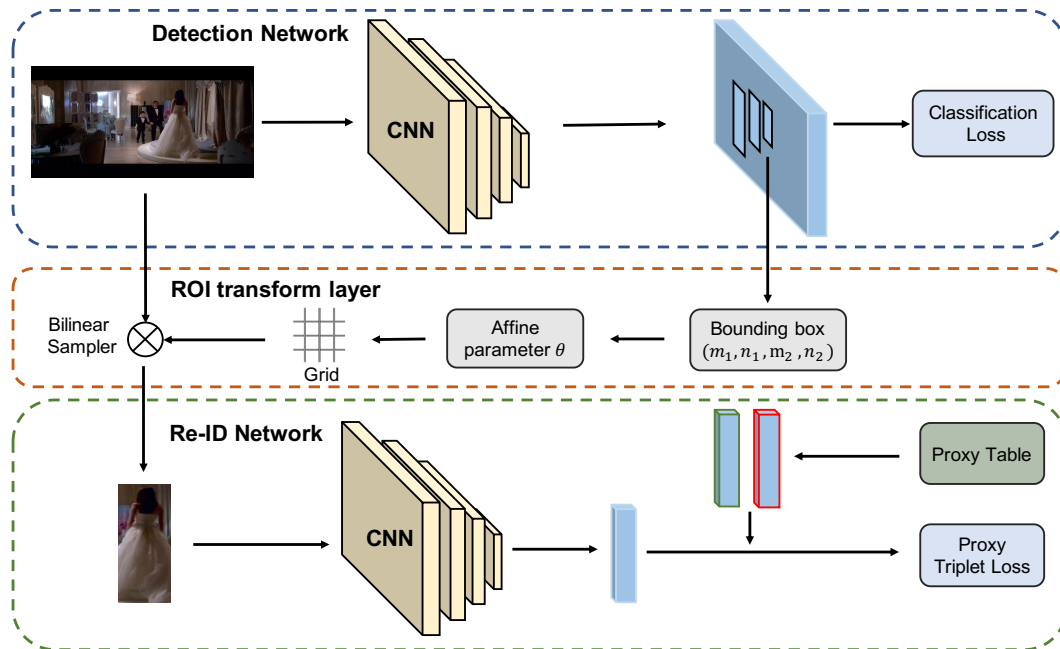 Detection Network
CNN
Classification
Loss
ROI transform layer
Bilinear
Sampler
Grid
Affine
parameter θ
Bounding box
(m₁,n₁,m₂,n₂)
Re-ID Network
CNN
Proxy Table
Proxy
Triplet Loss